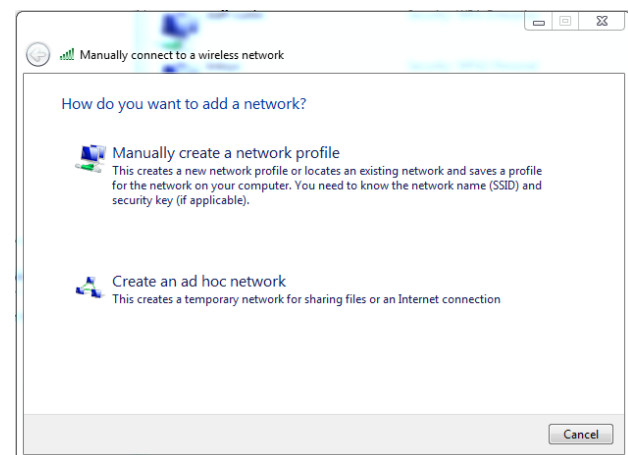 Manually connect to a wireless network
How do you want to add a network?
Manually create a network profile
This creates a new network profile or locates an existing network and saves a profile
for the network on your computer. You need to know the network name (SSID) and
security key (if applicable).
Create an ad hoc network
This creates a temporary network for sharing files or an Internet connection
Cancel